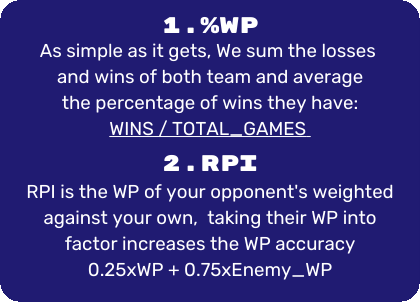 1.%WP
As simple as it gets, We sum the losses
and wins of both team and average
the percentage of wins they have:
WINS / TOTAL_GAMES
2.RPI
RPI is the WP of your opponent's weighted
against your own, taking their WP into
factor increases the WP accuracy
0.25xWP + 0.75xEnemy_WP